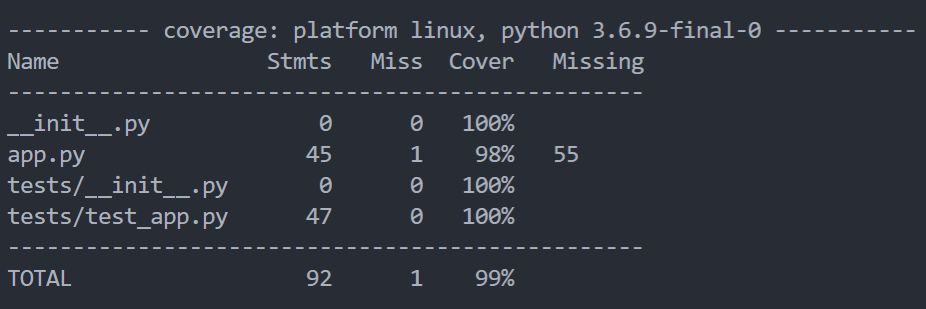 ----------- coverage: platform linux, python 3.6.9-final-0 -----------
Name                Stmts   Miss  Cover   Missing
-------------------------------------------------
__init__.py             0      0   100%
app.py                 45      1    98%   55
tests/__init__.py       0      0   100%
tests/test_app.py      47      0   100%
-------------------------------------------------
TOTAL                  92      1    99%